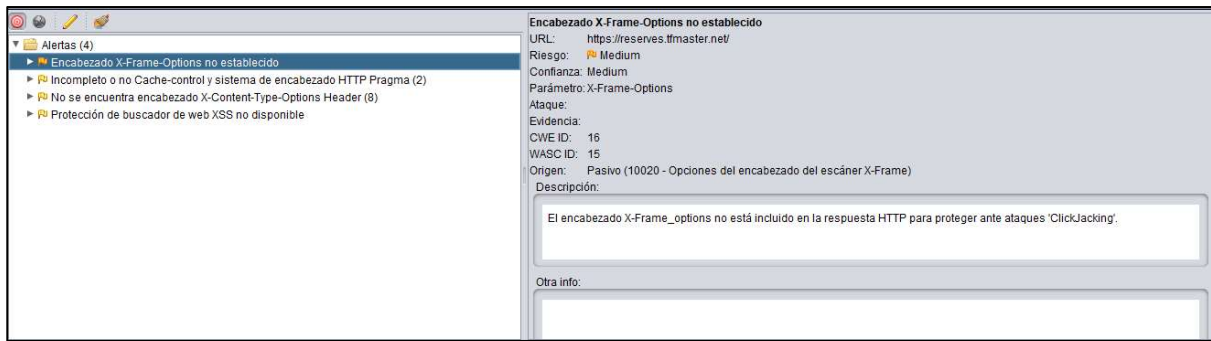 Alertas (4)
Encabezado X-Frame-Options no establecido
Incompleto o no Cache-control y sistema de encabezado HTTP Pragma (2)
No se encuentra encabezado X-Content-Type-Options Header (8)
Protección de buscador de web XSS no disponible
Encabezado X-Frame-Options no establecido
URL: https://reserves.tfmaster.net/
Riesgo: Medium
Confianza: Medium
Parámetro: X-Frame-Options
Ataque:
Evidencia:
CWE ID: 16
WASC ID: 15
Origen: Pasivo (10020 - Opciones del encabezado del escáner X-Frame)
Descripción:
El encabezado X-Frame_options no está incluido en la respuesta HTTP para proteger ante ataques 'ClickJacking'.
Otra info: